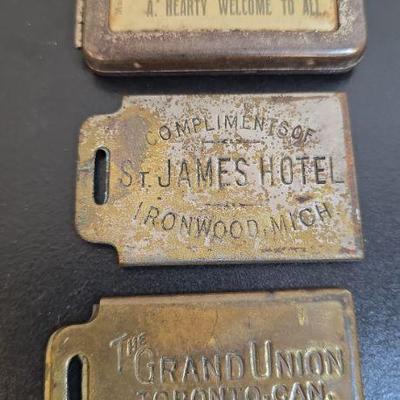 A. HEARTY WELCOME TO ALL.
COMPLIMENTS OF
ST. JAMES HOTEL
IRONWOOD, MICH
THE
GRAND UNION
TORONTO-CAN.